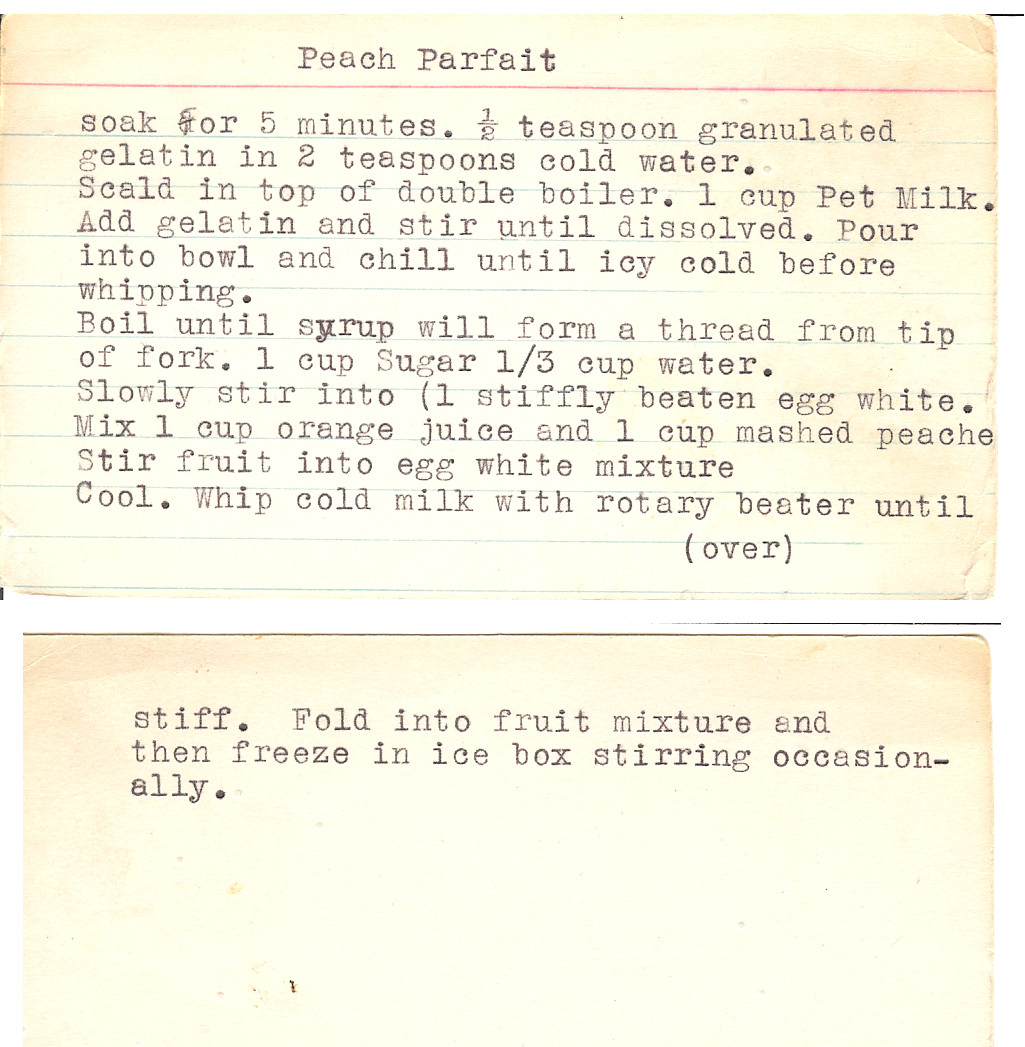 Peach Parfait
soak for 5 minutes. ½ teaspoon granulated
gelatin in 2 teaspoons cold water.
Scald in top of double boiler. 1 cup Pet Milk.
Add gelatin and stir until dissolved. Pour
into bowl and chill until icy cold before
whipping.
Boil until syrup will form a thread from tip
of fork. 1 cup Sugar 1/3 cup water.
Slowly stir into (1 stiffly beaten egg white.
Mix 1 cup orange juice and 1 cup mashed peache
Stir fruit into egg white mixture
Cool. Whip cold milk with rotary beater until
(over)
stiff. Fold into fruit mixture and
then freeze in ice box stirring occasion-
ally.